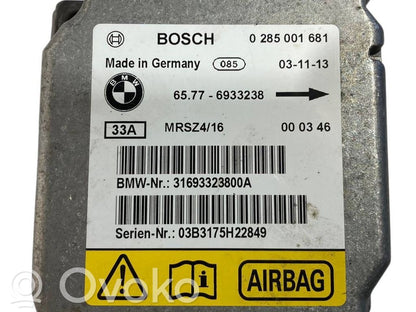 BOSCH 0 285 001 681
Made in Germany 085 03-11-13
BMW
65.77 - 6933238
33A MRSZ4/16 00 03 46
BMW-Nr.: 31693323800A
Serien-Nr.: 03B3175H22849
i AIRBAG
Ovoko